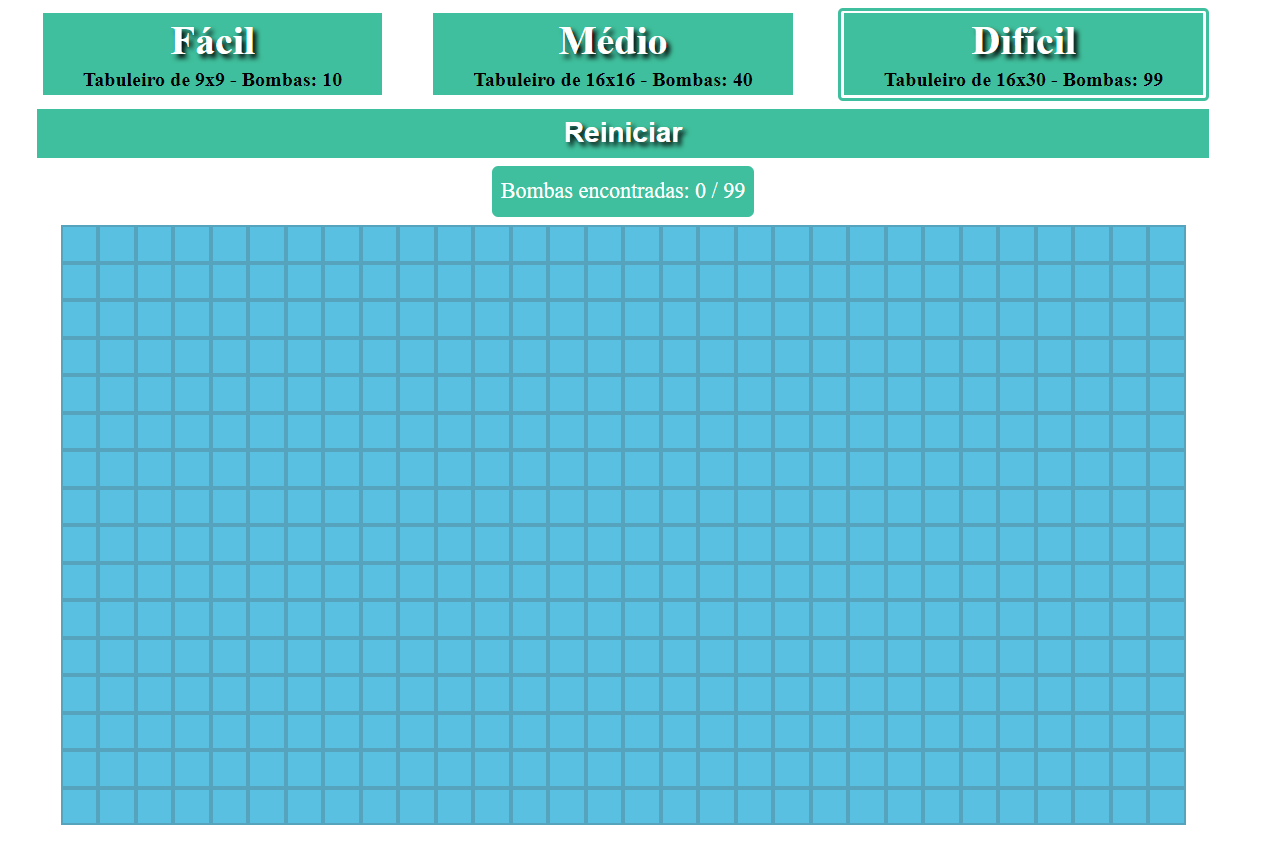 Fácil
Tabuleiro de 9x9 - Bombas: 10
Médio
Tabuleiro de 16x16 - Bombas: 40
Difícil
Tabuleiro de 16x30 - Bombas: 99
Reiniciar
Bombas encontradas: 0 / 99